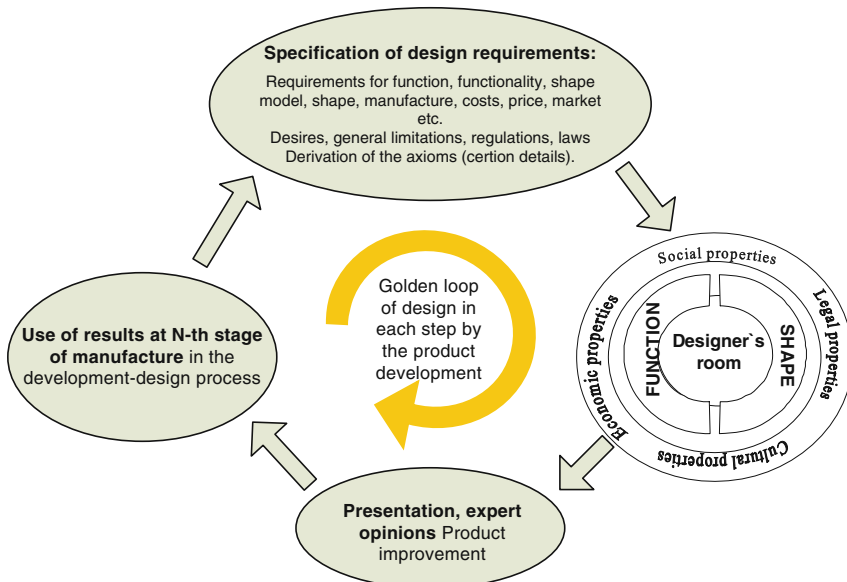 Specification of design requirements:
Requirements for function, functionality, shape
model, shape, manufacture, costs, price, market
etc.
Desires, general limitations, regulations, laws
Derivation of the axioms (certion details).
Social properties
Legal properties
Economic properties
Cultural properties
FUNCTION
SHAPE
Designer`s
room
Golden loop
of design in
each step by
the product
development
Use of results at N-th stage
of manufacture in the
development-design process
Presentation, expert
opinions Product
improvement